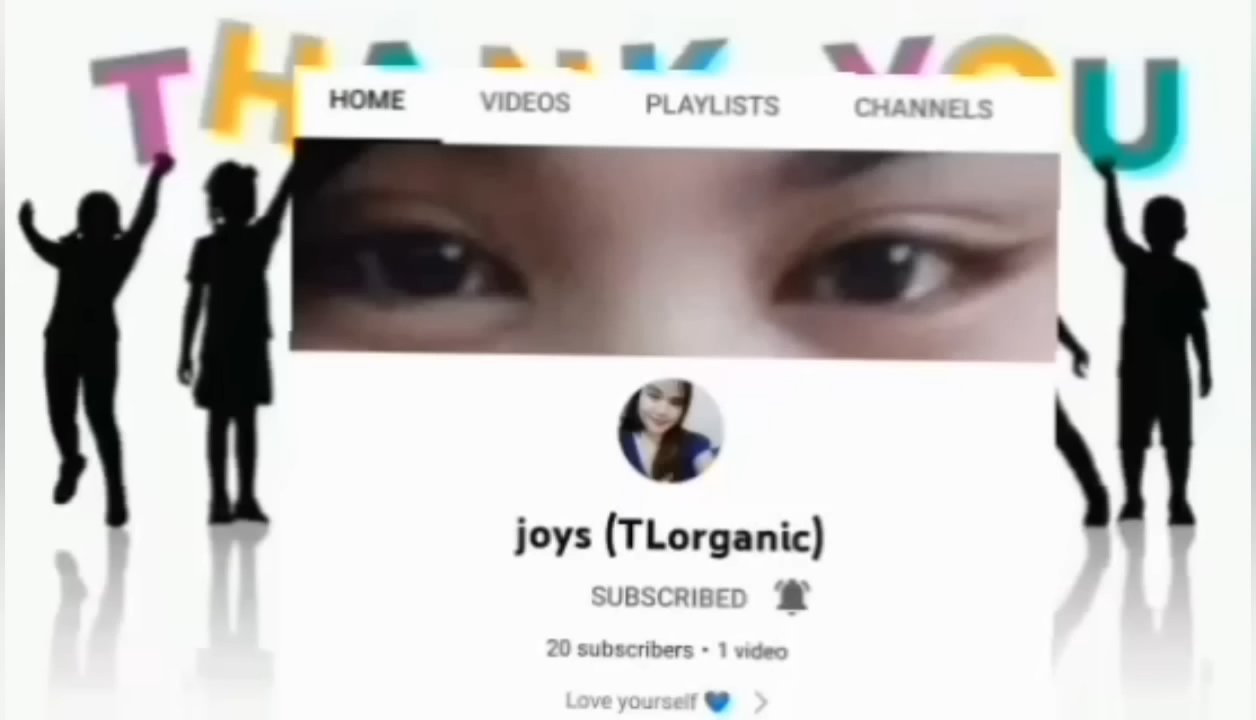 THANK YOU
HOME VIDEOS PLAYLISTS CHANNELS
joys (TLorganic)
SUBSCRIBED
20 subscribers • 1 video
Love yourself 💙 >